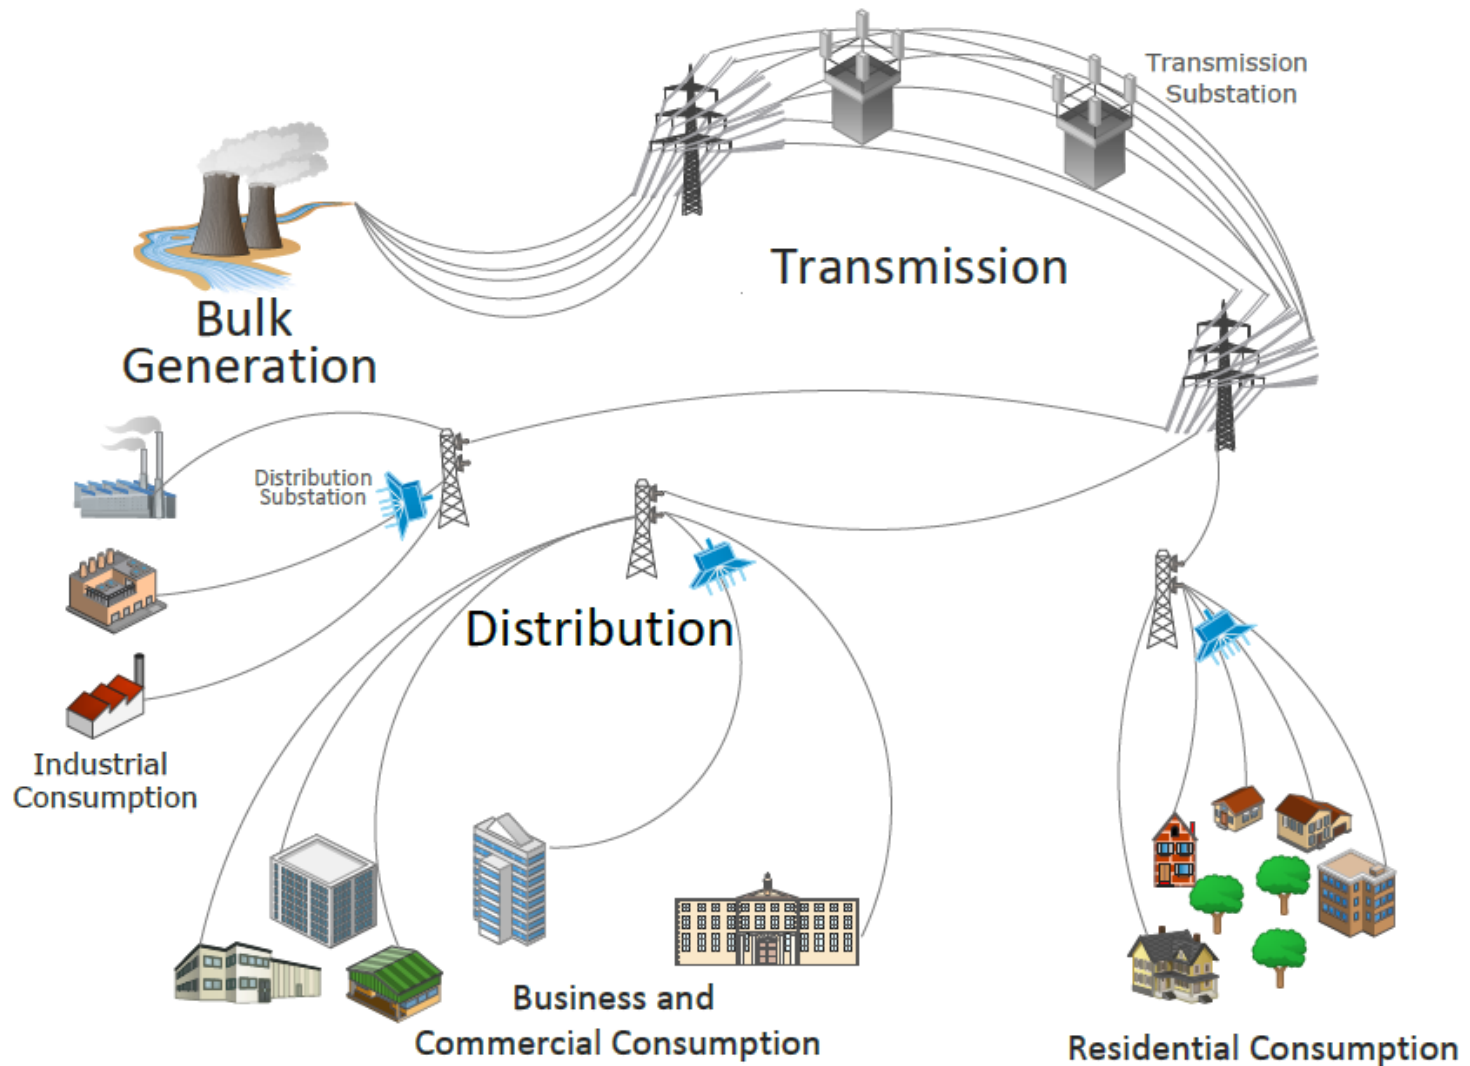 Transmission
Substation
Transmission
Bulk
Generation
Distribution
Substation
Distribution
Industrial
Consumption
Business and
Commercial Consumption
Residential Consumption